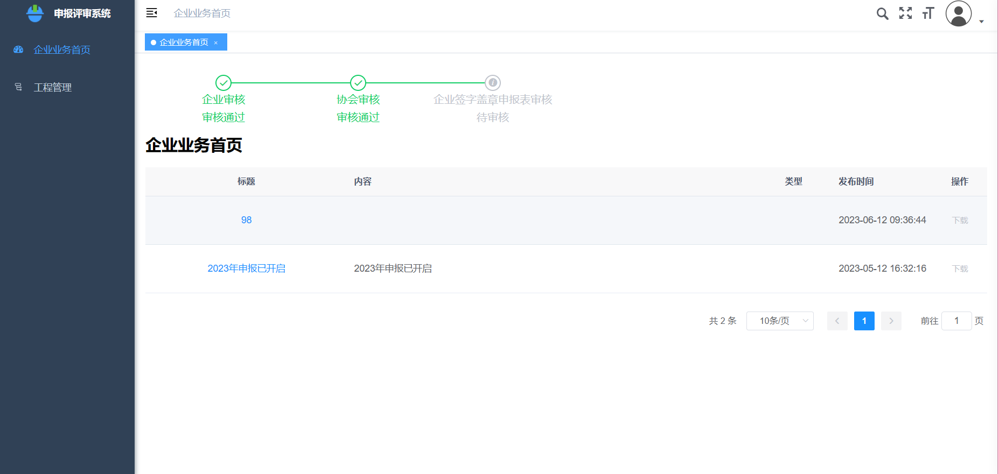 申报评审系统
企业业务首页
企业业务首页
工程管理
企业业务首页 ×
企业审核
审核通过
协会审核
审核通过
企业签字盖章申报表审核
待审核
企业业务首页
标题 内容 类型 发布时间 操作
98 2023-06-12 09:36:44 下载
2023年申报已开启 2023年申报已开启 2023-05-12 16:32:16 下载
共 2 条 10条/页 1 前往 1 页